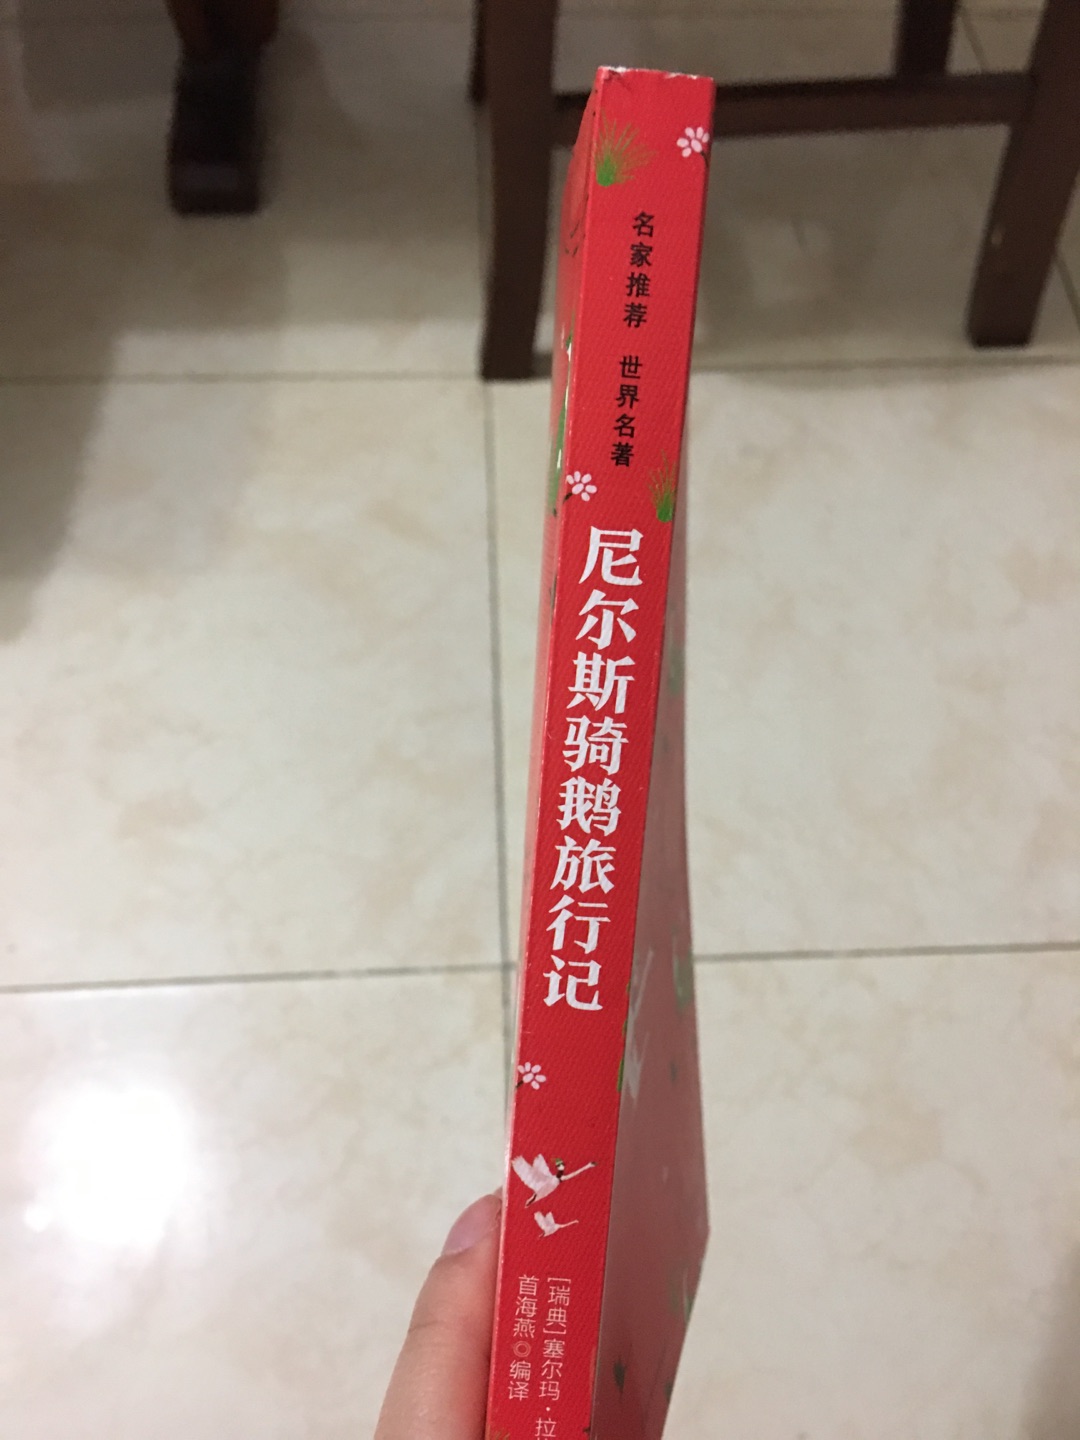 名家推荐 世界名著
尼尔斯骑鹅旅行记
[瑞典]塞尔玛·拉
首海燕◎编译